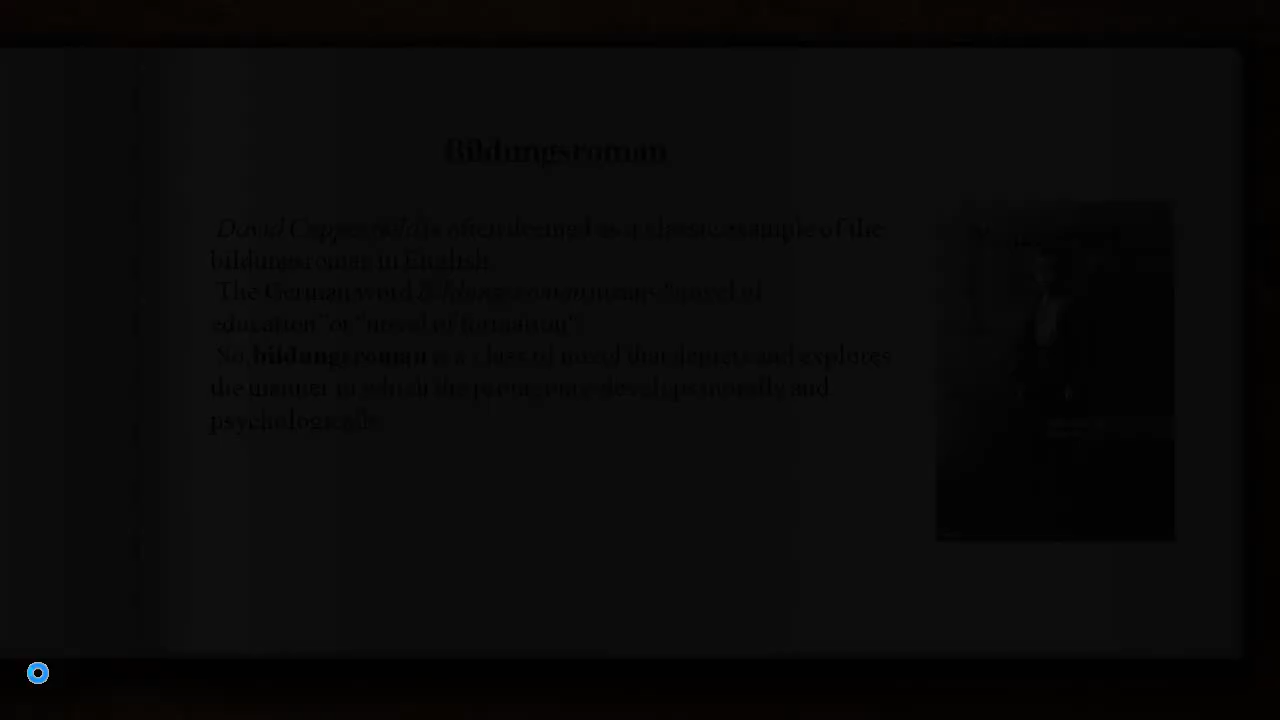 Bildungsroman
David Copperfield is often deemed as a classic example of the
bildungsroman in English.
The German word Bildungsroman means "novel of
education" or "novel of formation".
So, bildungsroman is a class of novel that depicts and explores
the manner in which the protagonist develops morally and
psychologically.